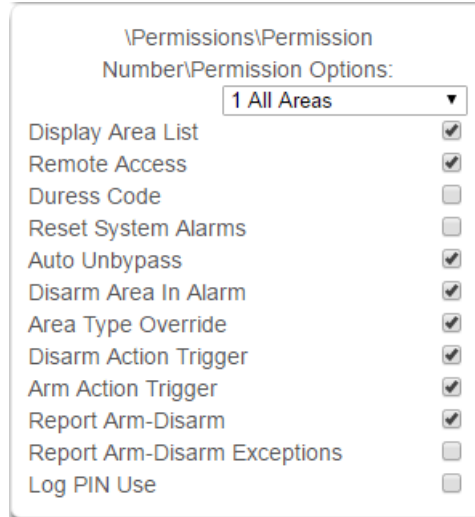 \Permissions\Permission
Number\Permission Options:
1 All Areas
Display Area List
Remote Access
Duress Code
Reset System Alarms
Auto Unbypass
Disarm Area In Alarm
Area Type Override
Disarm Action Trigger
Arm Action Trigger
Report Arm-Disarm
Report Arm-Disarm Exceptions
Log PIN Use